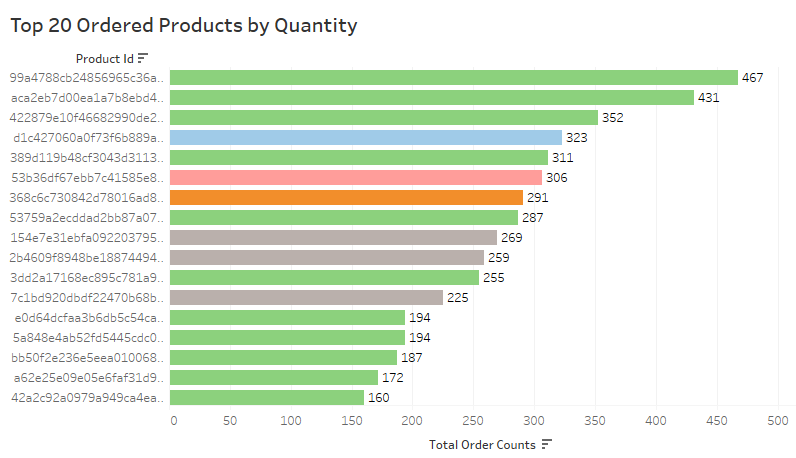 Top 20 Ordered Products by Quantity
Product Id
99a4788cb24856965c36a.. 467
aca2eb7d00ea1a7b8ebd4.. 431
422879e10f46682990de2.. 352
d1c427060a0f73f6b889a.. 323
389d119b48cf3043d3113.. 311
53b36df67ebb7c41585e8.. 306
368c6c730842d78016ad8.. 291
53759a2ecddad2bb87a07.. 287
154e7e31ebfa092203795.. 269
2b4609f8948be18874494.. 259
3dd2a17168ec895c781a9.. 255
7c1bd920dbdf22470b68b.. 225
e0d64dcfaa3b6db5c54ca.. 194
5a848e4ab52fd5445cdc0.. 194
bb50f2e236e5eea010068.. 187
a62e25e09e05e6faf31d9.. 172
42a2c92a0979a949ca4ea.. 160
0 50 100 150 200 250 300 350 400 450 500
Total Order Counts